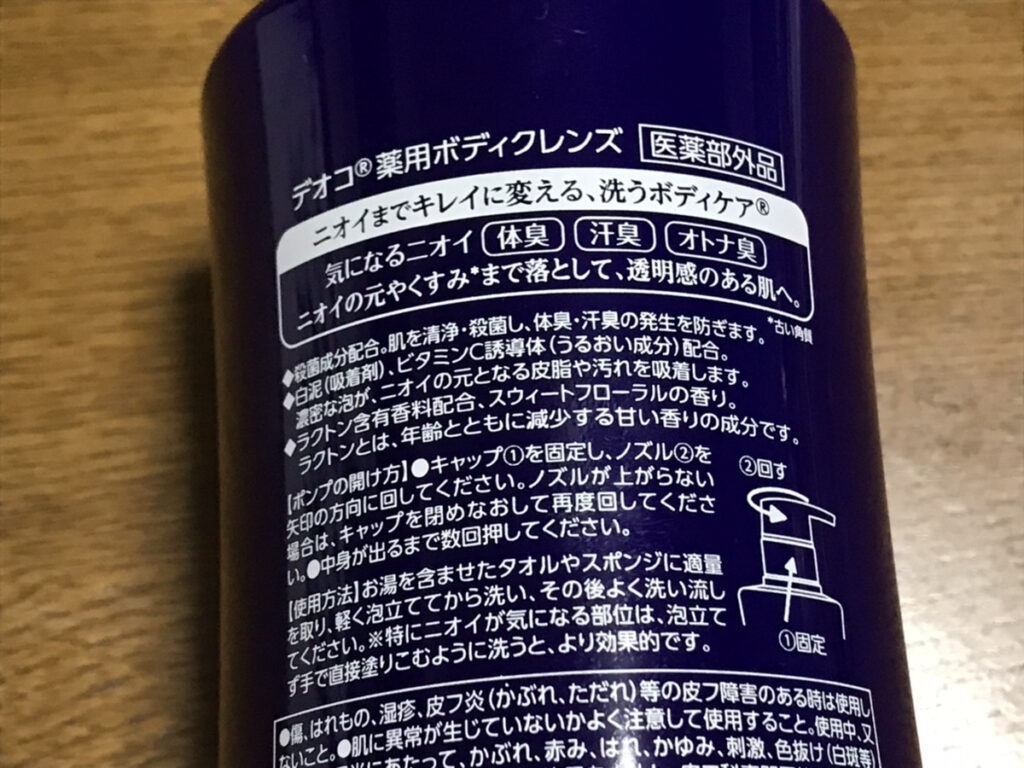 デオコ®薬用ボディクレンズ 医薬部外品
ニオイまでキレイに変える、洗うボディケア®
気になるニオイ 体臭 汗臭 オトナ臭
ニオイの元やくすみ*まで落として、透明感のある肌へ。
*古い角質
◆殺菌成分配合。肌を清浄・殺菌し、体臭・汗臭の発生を防ぎます。
◆白泥(吸着剤)、ビタミンC誘導体(うるおい成分)配合。
濃密な泡が、ニオイの元となる皮脂や汚れを吸着します。
◆ラクトン含有香料配合、スウィートフローラルの香り。
ラクトンとは、年齢とともに減少する甘い香りの成分です。
【ポンプの開け方】●キャップ①を固定し、ノズル②を
矢印の方向に回してください。ノズルが上がらない
場合は、キャップを閉めなおして再度回してくださ
い。●中身が出るまで数回押してください。
②回す
①固定
【使用方法】お湯を含ませたタオルやスポンジに適量
を取り、軽く泡立ててから洗い、その後よく洗い流し
てください。※特にニオイが気になる部位は、泡立て
ず手で直接塗りこむように洗うと、より効果的です。
●傷、はれもの、湿疹、皮フ炎(かぶれ、ただれ)等の皮フ障害のある時は使用し
ないこと。●肌に異常が生じていないかよく注意して使用すること。使用中、又
にあたって、かぶれ、赤み、はれ、かゆみ、刺激、色抜け(白斑等)